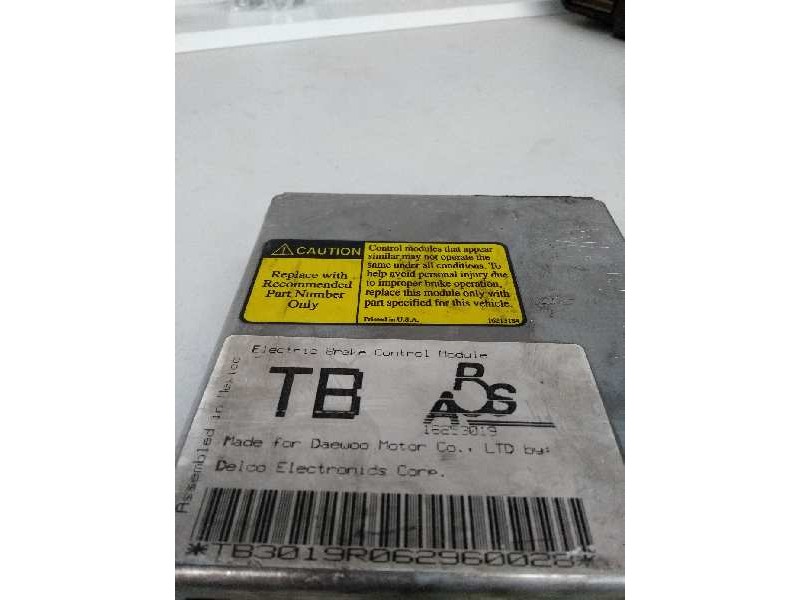 CAUTION
Replace with
Recommended
Part Number
Only
Control modules that appear
similar may not operate the
same under all conditions. To
help avoid personal injury due
to improper brake operation,
replace this module only with
part specified for this vehicle.
Printed in U.S.A.
16213184
Electric Brake Control Module
Assembled in Mexico
TB
ABS
16253019
Made for Daewoo Motor Co., LTD by:
Delco Electronics Corp.
*TB3019R062960028*